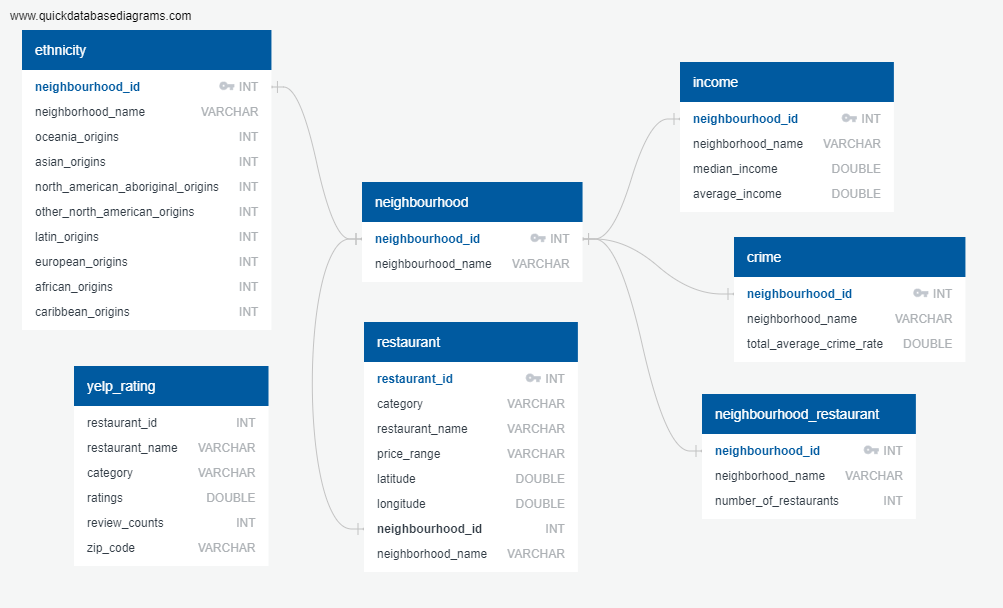 www.quickdatabasediagrams.com
ethnicity
neighbourhood_id INT
neighborhood_name VARCHAR
oceania_origins INT
asian_origins INT
north_american_aboriginal_origins INT
other_north_american_origins INT
latin_origins INT
european_origins INT
african_origins INT
caribbean_origins INT
yelp_rating
restaurant_id INT
restaurant_name VARCHAR
category VARCHAR
ratings DOUBLE
review_counts INT
zip_code VARCHAR
neighbourhood
neighbourhood_id INT
neighbourhood_name VARCHAR
restaurant
restaurant_id INT
category VARCHAR
restaurant_name VARCHAR
price_range VARCHAR
latitude DOUBLE
longitude DOUBLE
neighbourhood_id INT
neighborhood_name VARCHAR
income
neighbourhood_id INT
neighborhood_name VARCHAR
median_income DOUBLE
average_income DOUBLE
crime
neighbourhood_id INT
neighborhood_name VARCHAR
total_average_crime_rate DOUBLE
neighbourhood_restaurant
neighbourhood_id INT
neighborhood_name VARCHAR
number_of_restaurants INT